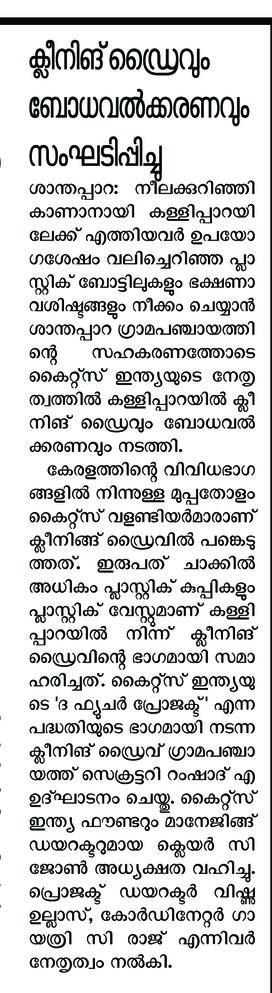 ക്ലീനിങ് ഡ്രൈവും
ബോധവൽക്കരണവും
സംഘടിപ്പിച്ചു
ശാന്തപ്പാറ: നീലക്കുറിഞ്ഞി
കാണാനായി കള്ളിപ്പാറയി
ലേക്ക് എത്തിയവർ ഉപയോ
ഗശേഷം വലിച്ചെറിഞ്ഞ പ്ലാ
സ്റ്റിക് ബോട്ടിലുകളും ഭക്ഷണാ
വശിഷ്ടങ്ങളും നീക്കം ചെയ്യാൻ
ശാന്തപ്പാറ ഗ്രാമപഞ്ചായത്തി
ന്റെ സഹകരണത്തോടെ
കൈറ്റ്സ് ഇന്ത്യയുടെ നേതൃ
ത്വത്തിൽ കള്ളിപ്പാറയിൽ ക്ലീ
നിങ് ഡ്രൈവും ബോധവൽ
ക്കരണവും നടത്തി.
കേരളത്തിന്റെ വിവിധഭാഗ
ങ്ങളിൽ നിന്നുള്ള മുപ്പതോളം
കൈറ്റ്സ് വളണ്ടിയർമാരാണ്
ക്ലീനിങ്ങ് ഡ്രൈവിൽ പങ്കെടു
ത്തത്. ഇരുപത് ചാക്കിൽ
അധികം പ്ലാസ്റ്റിക് കുപ്പികളും
പ്ലാസ്റ്റിക് വേസ്റ്റുമാണ് കള്ളി
പ്പാറയിൽ നിന്ന് ക്ലീനിങ്
ഡ്രൈവിന്റെ ഭാഗമായി സമാ
ഹരിച്ചത്. കൈറ്റ്സ് ഇന്ത്യയു
ടെ 'ദ ഫ്യുചർ പ്രോജക്ട്' എന്ന
പദ്ധതിയുടെ ഭാഗമായി നടന്ന
ക്ലീനിങ് ഡ്രൈവ് ഗ്രാമപഞ്ചാ
യത്ത് സെക്രട്ടറി റംഷാദ് എ
ഉദ്ഘാടനം ചെയ്തു. കൈറ്റ്സ്
ഇന്ത്യ ഫൗണ്ടറും മാനേജിങ്ങ്
ഡയറക്ടറുമായ ക്ലെയർ സി
ജോൺ അധ്യക്ഷത വഹിച്ചു.
പ്രൊജക്ട് ഡയറക്ടർ വിഷ്ണു
ഉല്ലാസ്, കോർഡിനേറ്റർ ഗാ
യത്രി സി രാജ് എന്നിവർ
നേതൃത്വം നൽകി.